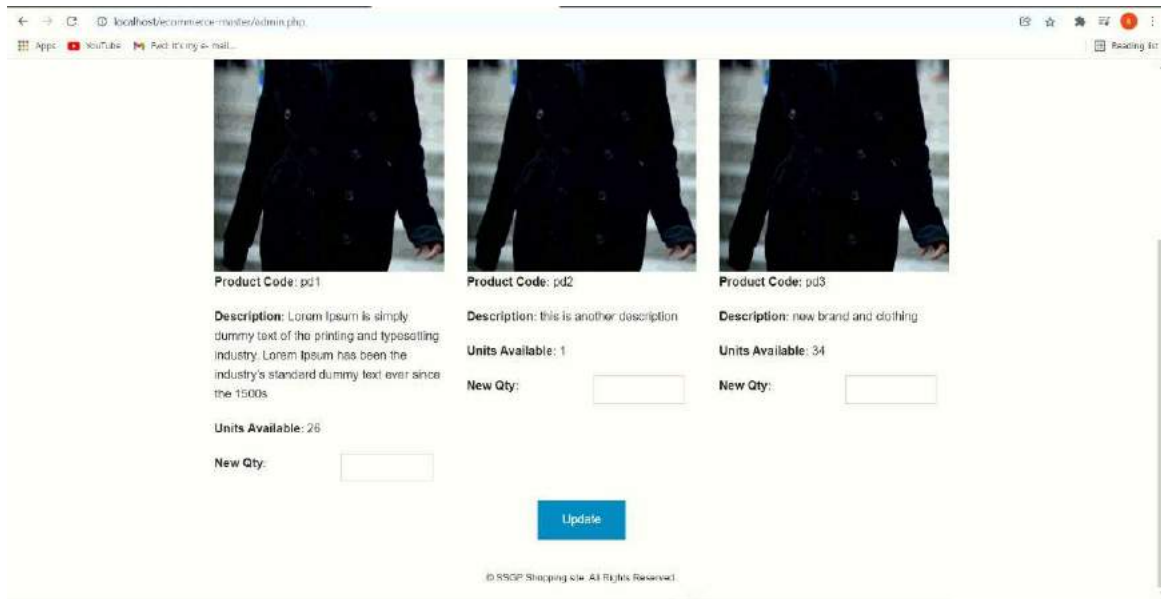 localhost/ecommerce-master/admin.php
Apps YouTube Fwd: It's my e-mail... Reading list
Product Code: pd1
Description: Lorem Ipsum is simply
dummy text of the printing and typesetting
industry. Lorem Ipsum has been the
industry's standard dummy text ever since
the 1500s
Units Available: 26
New Qty:
Product Code: pd2
Description: this is another description
Units Available: 1
New Qty:
Product Code: pd3
Description: new brand and clothing
Units Available: 34
New Qty:
Update
© SSGP Shopping site. All Rights Reserved.